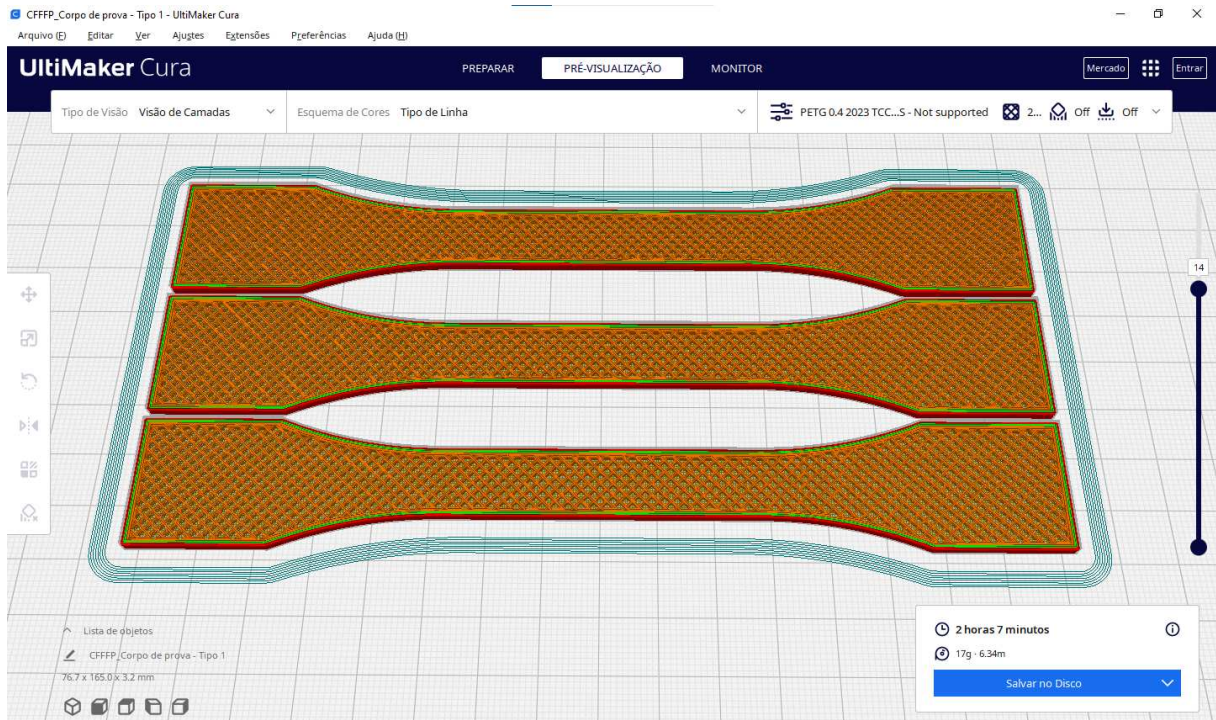 CFFFP_Corpo de prova - Tipo 1 - UltiMaker Cura
Arquivo (F) Editar Ver Ajustes Extensões Preferências Ajuda (H)
UltiMaker Cura PREPARAR PRÉ-VISUALIZAÇÃO MONITOR Mercado Entrar
Tipo de Visão Visão de Camadas Esquema de Cores Tipo de Linha PETG 0.4 2023 TCC...S - Not supported 2... Off Off
14
Lista de objetos
CFFFP_Corpo de prova - Tipo 1
76.7 x 165.0 x 3.2 mm
2 horas 7 minutos
17g · 6.34m
Salvar no Disco